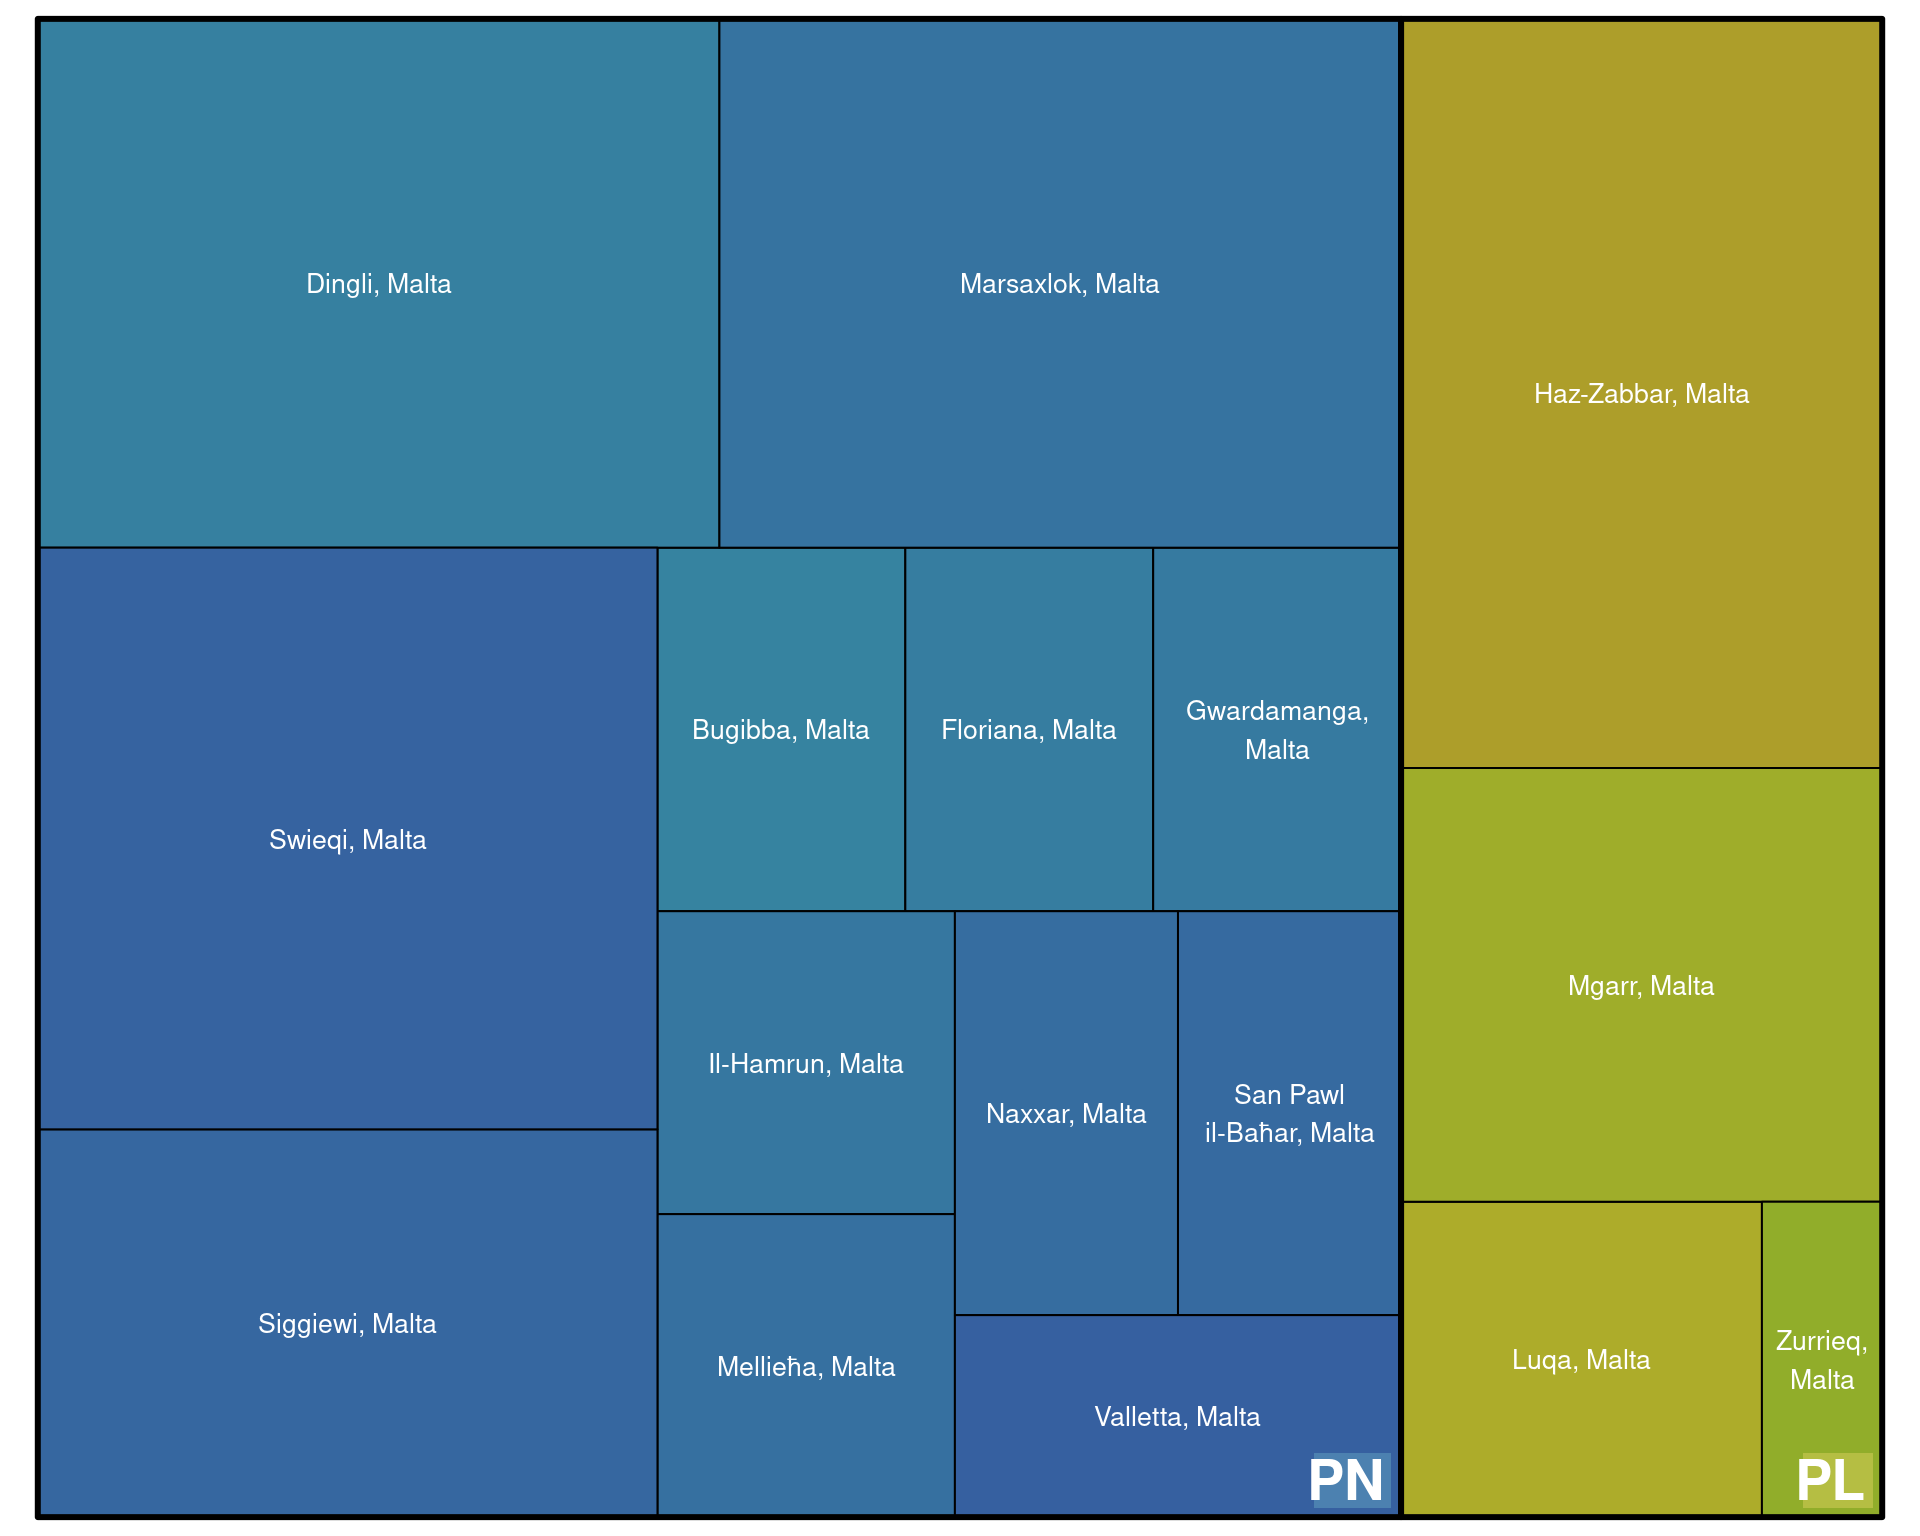 Dingli, Malta
Marsaxlok, Malta
Haz-Zabbar, Malta
Swieqi, Malta
Bugibba, Malta
Floriana, Malta
Gwardamanga,
Malta
Mgarr, Malta
Il-Hamrun, Malta
Naxxar, Malta
San Pawl
il-Baħar, Malta
Siggiewi, Malta
Mellieħa, Malta
Valletta, Malta
Luqa, Malta
Zurrieq,
Malta
PN
PL